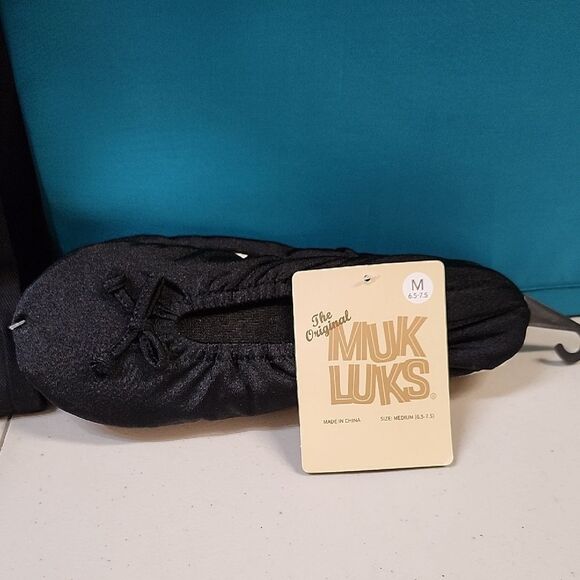 M
6.5-7.5
The
Original
MUK
LUKS®
MADE IN CHINA
SIZE: MEDIUM (6.5-7.5)